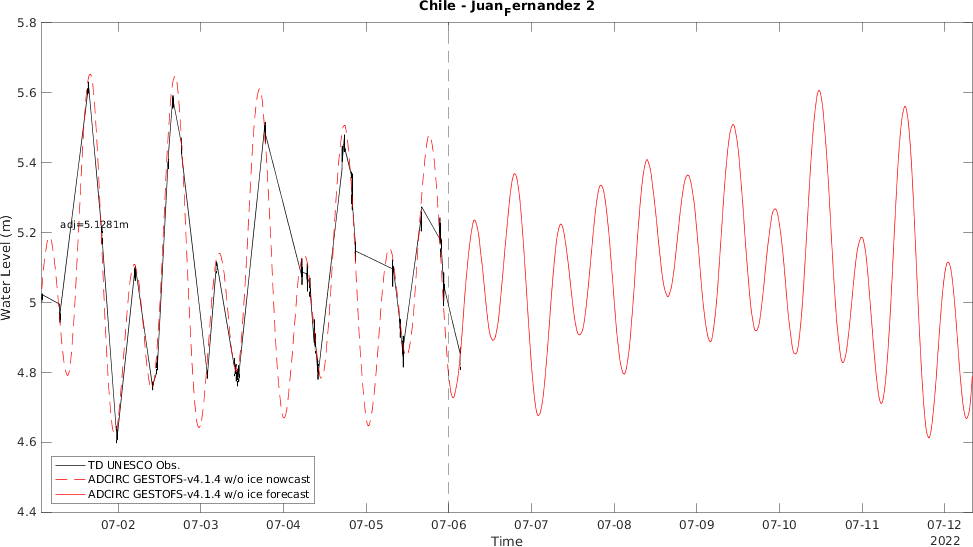 Chile - Juan_Fernandez 2
5.8
5.6
5.4
5.2
5
4.8
4.6
4.4
Water Level (m)
adj=5.1281m
TD UNESCO Obs.
ADCIRC GESTOFS-v4.1.4 w/o ice nowcast
ADCIRC GESTOFS-v4.1.4 w/o ice forecast
07-02 07-03 07-04 07-05 07-06 07-07 07-08 07-09 07-10 07-11 07-12
Time
2022